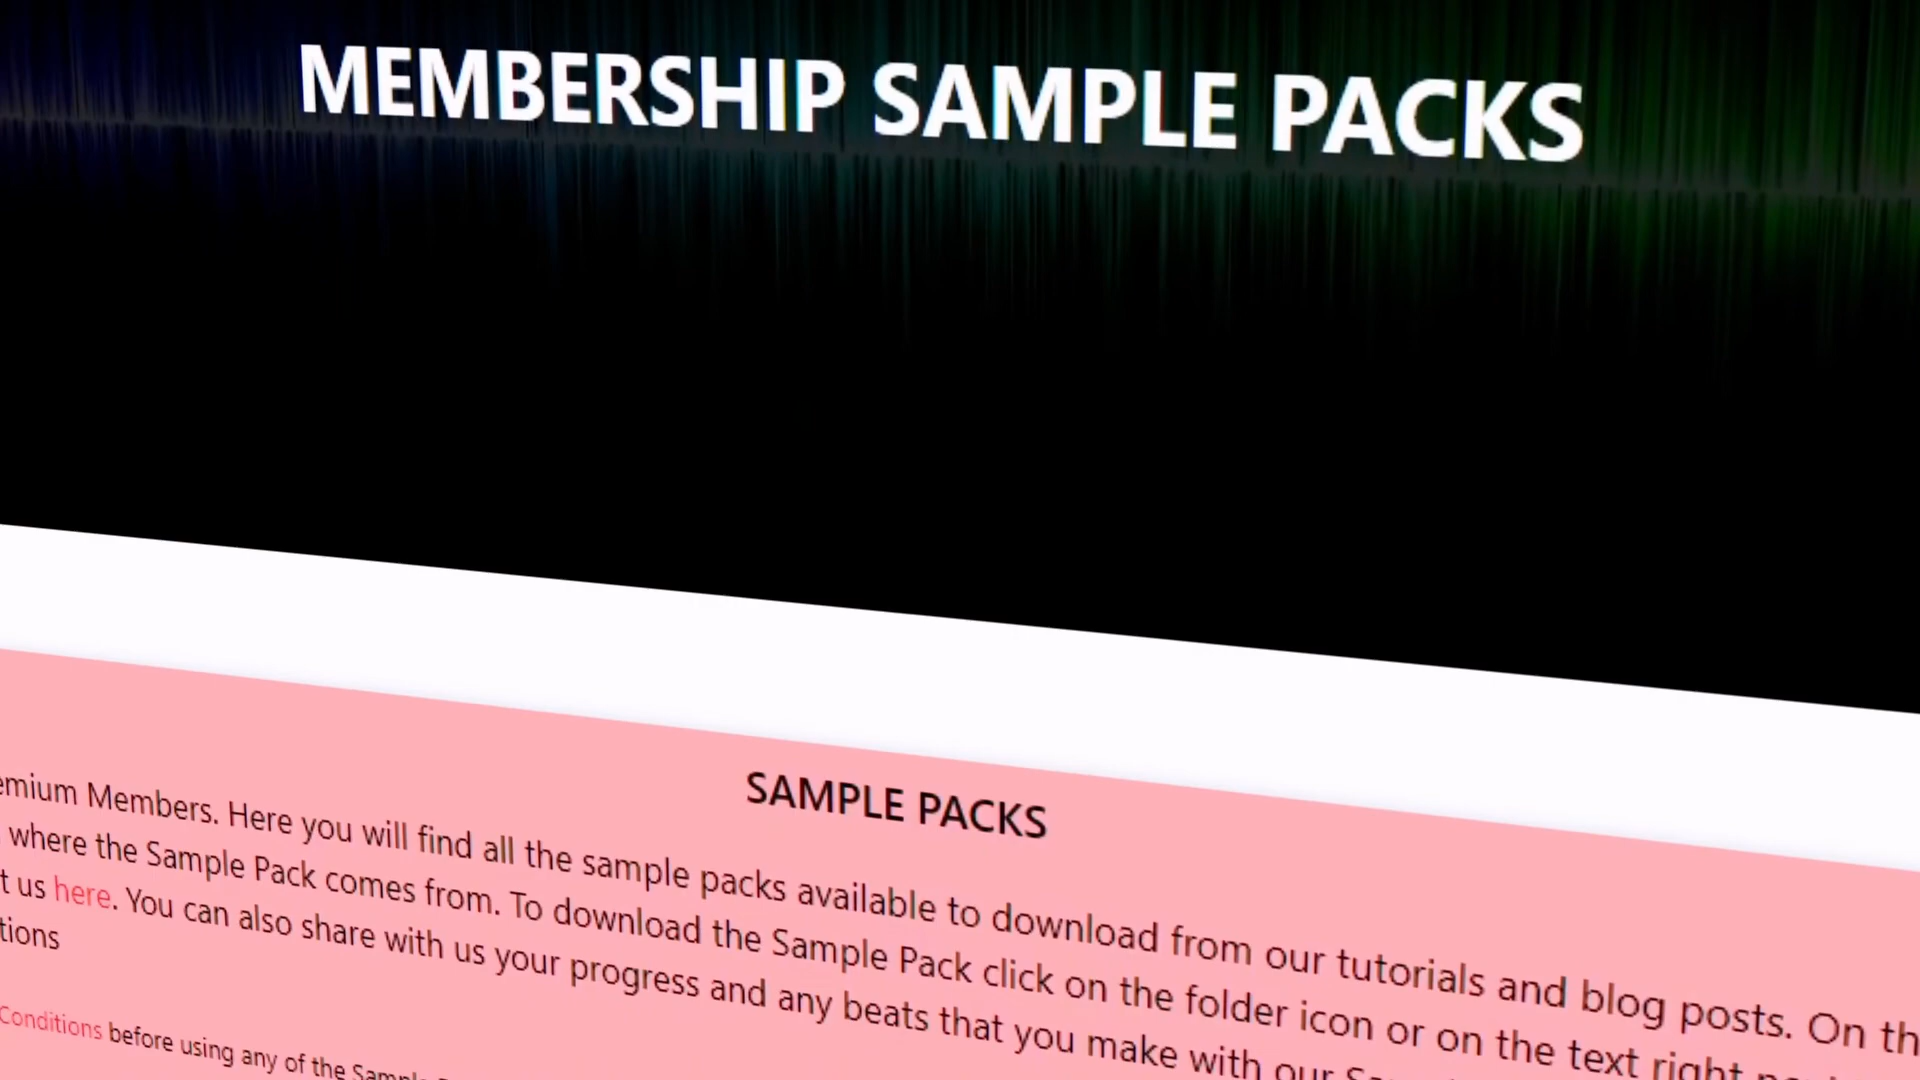 MEMBERSHIP SAMPLE PACKS
SAMPLE PACKS
Members. Here you will find all the sample packs available to download from our tutorials and blog posts. On
where the Sample Pack comes from. To download the Sample Pack click on the folder icon or on the text right
us here. You can also share with us your progress and any beats that you make with our
Conditions before using any of the